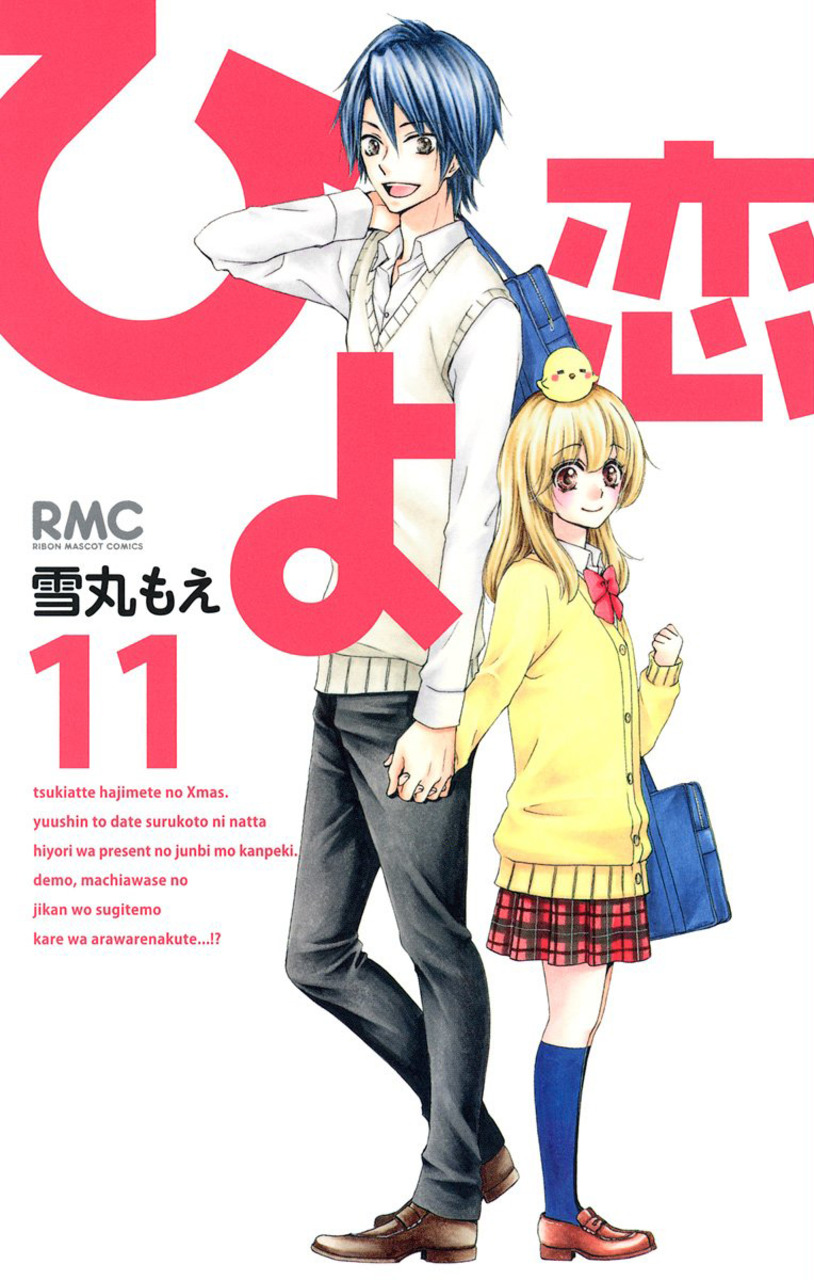 ひよ恋
RMC
RIBON MASCOT COMICS
雪丸もえ
11
tsukiatte hajimete no Xmas.
yuushin to date surukoto ni natta
hiyori wa present no junbi mo kanpeki.
demo, machiawase no
jikan wo sugitemo
kare wa arawarenakute...!?